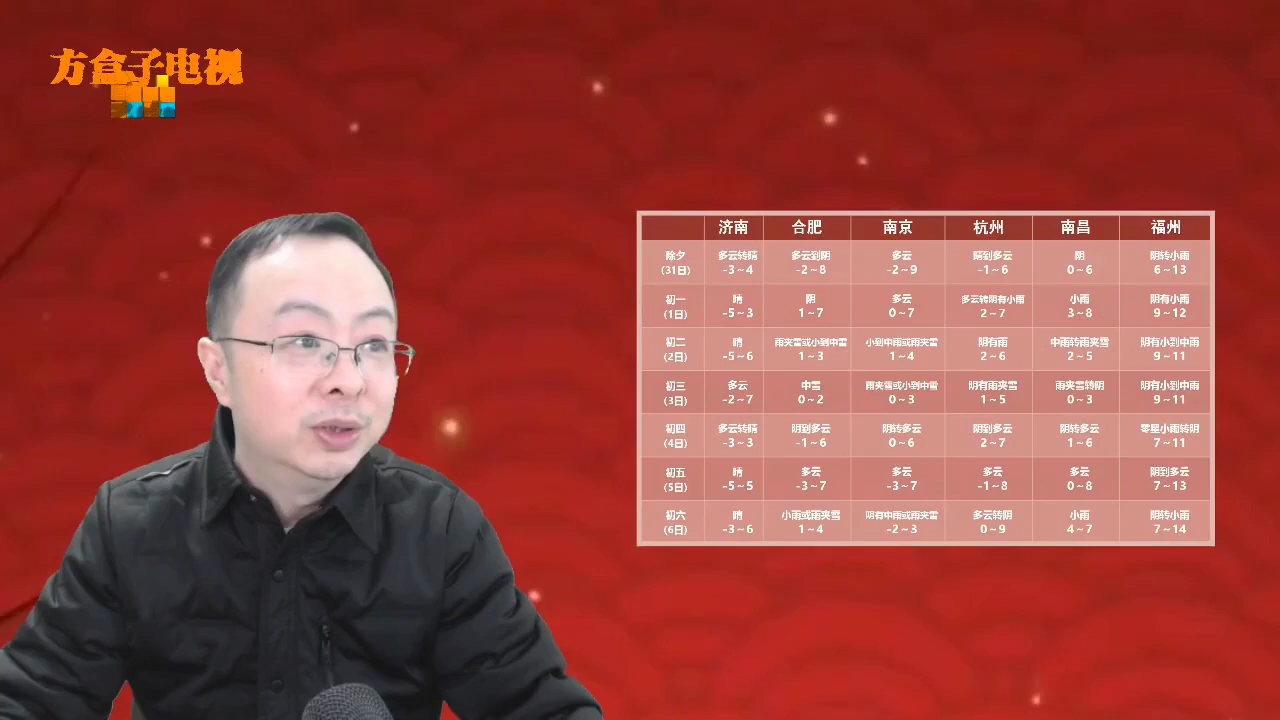 方盒子电视
济南 合肥 南京 杭州 南昌 福州
除夕 多云转晴 多云到阴 多云 阴到多云 阴 阴转小雨
(31日) -3~4 -2~8 -2~9 -1~6 0~6 6~13
初一 晴 阴 多云 多云转阴有小雨 小雨 阴有小雨
(1日) -5~3 1~7 0~7 2~7 3~8 9~12
初二 晴 雨夹雪或小到中雪 小到中雨或雨夹雪 阴有雨 中雨转雨夹雪 阴有小到中雨
(2日) -5~6 1~3 1~4 2~6 2~5 9~11
初三 多云 中雪 雨夹雪或小到中雪 阴有雨夹雪 雨夹雪转阴 阴有小到中雨
(3日) -2~7 0~2 0~3 1~5 0~3 9~11
初四 多云转晴 阴到多云 阴转多云 阴到多云 阴转多云 零星小雨转阴
(4日) -3~3 -1~6 0~6 2~7 1~6 7~11
初五 晴 多云 多云 多云 多云 阴到多云
(5日) -5~5 -3~7 -3~7 -1~8 0~8 7~13
初六 晴 小雨或雨夹雪 阴有中雨或雨夹雪 多云转阴 小雨 阴转小雨
(6日) -3~6 1~4 -2~3 0~9 4~7 7~14